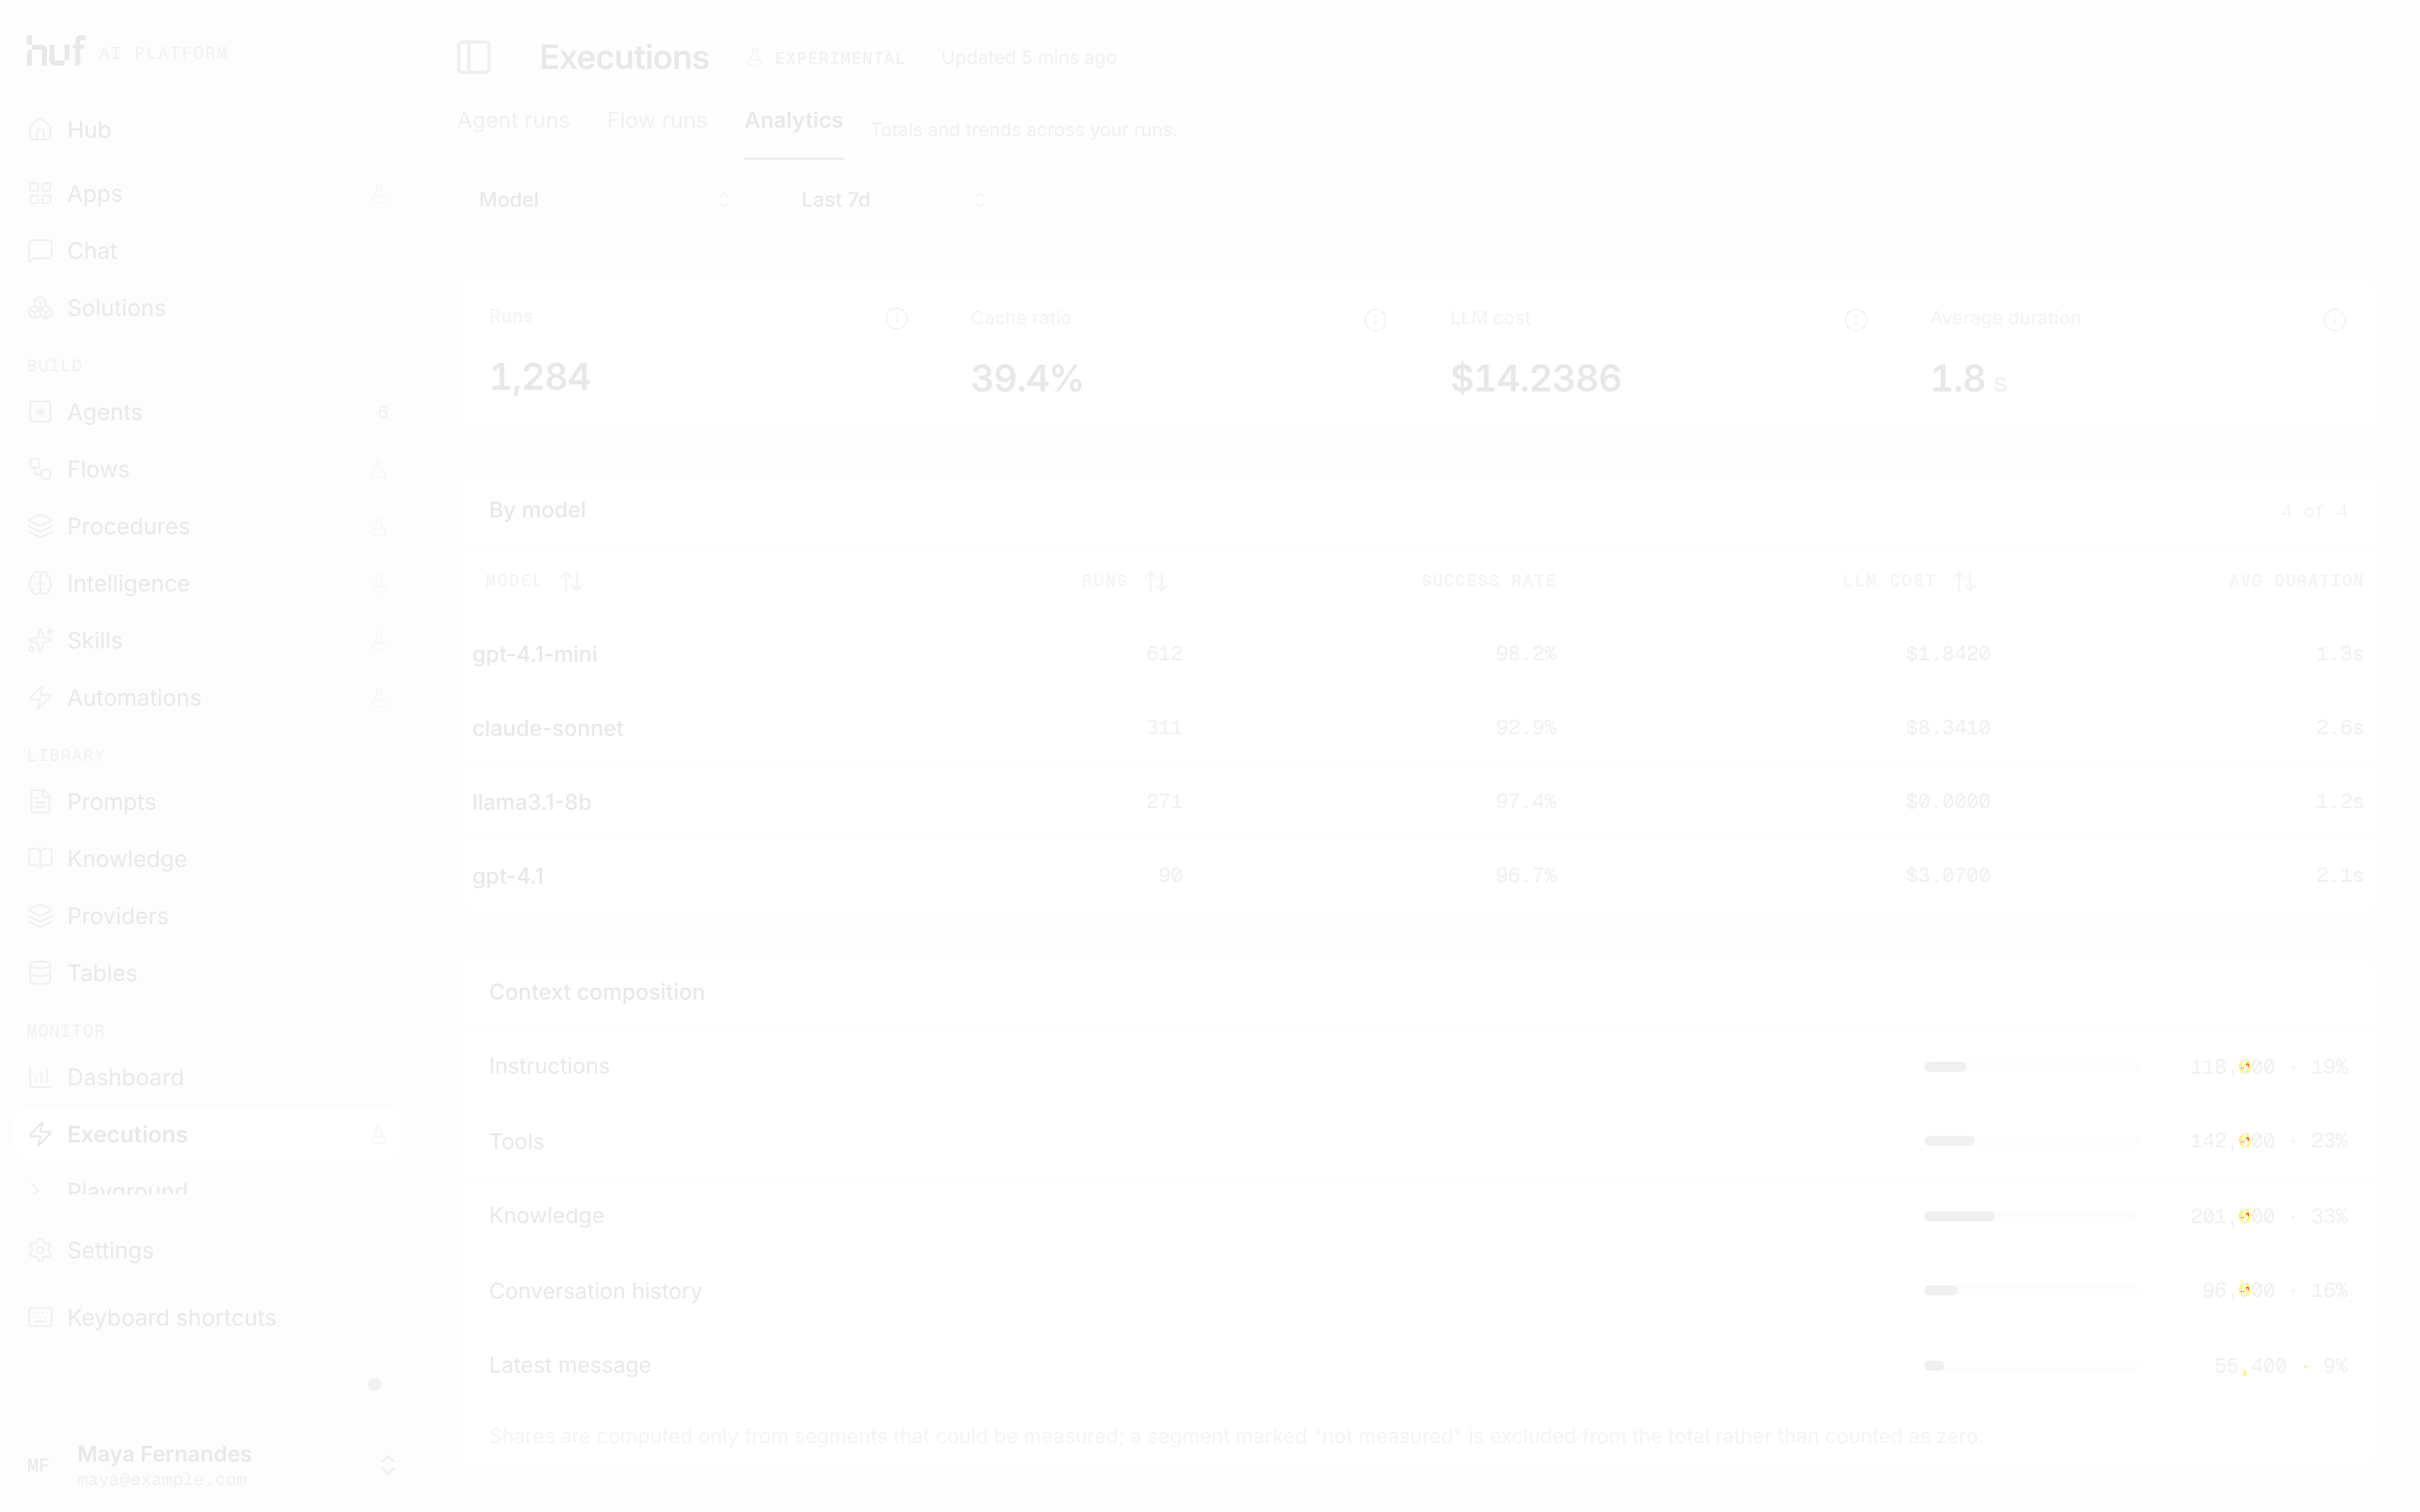 huf AI PLATFORM
Hub
Apps
Chat
Solutions
BUILD
Agents 6
Flows
Procedures
Intelligence
Skills
Automations
LIBRARY
Prompts
Knowledge
Providers
Tables
MONITOR
Dashboard
Executions
Playground
Settings
Keyboard shortcuts
MF Maya Fernandes
maya@example.com
Executions EXPERIMENTAL Updated 5 mins ago
Agent runs Flow runs Analytics Totals and trends across your runs.
Model Last 7d
Runs Cache ratio LLM cost Average duration
1,284 39.4% $14.2386 1.8 s
By model 4 of 4
MODEL RUNS SUCCESS RATE LLM COST AVG DURATION
gpt-4.1-mini 612 98.2% $1.8420 1.3s
claude-sonnet 311 92.9% $8.3410 2.6s
llama3.1-8b 271 97.4% $0.0000 1.2s
gpt-4.1 90 96.7% $3.0700 2.1s
Context composition
Instructions 19%
Tools 23%
Knowledge 33%
Conversation history 16%
Latest message 55,400 · 9%
Shares are computed only from segments that could be measured; a segment marked "not measured" is excluded from the total rather than counted as zero.